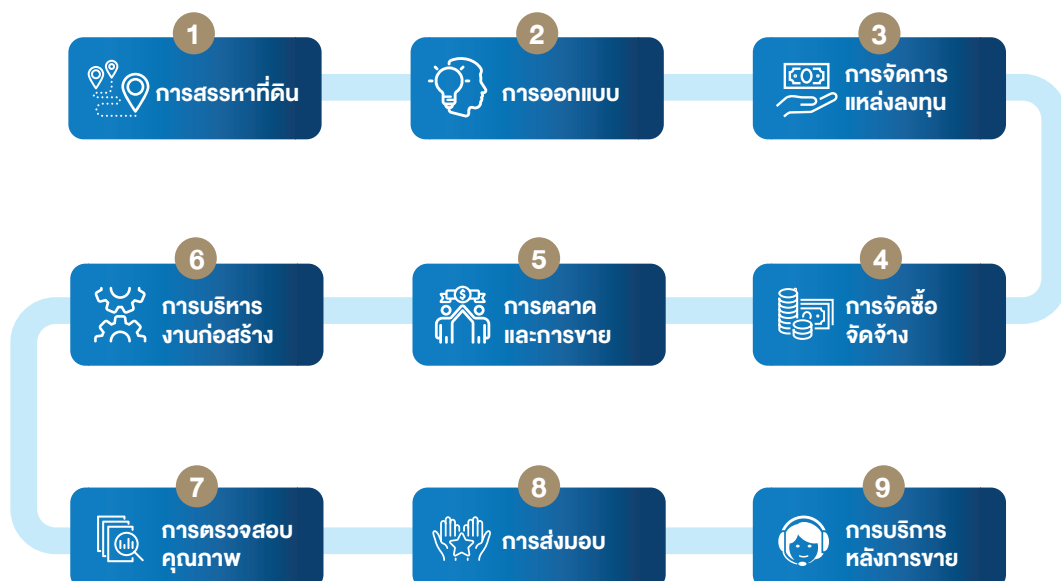 1
การสรรหาที่ดิน
2
การออกแบบ
3
การจัดการ
แหล่งลงทุน
4
การจัดซื้อ
จัดจ้าง
5
การตลาด
และการขาย
6
การบริหาร
งานก่อสร้าง
7
การตรวจสอบ
คุณภาพ
8
การส่งมอบ
9
การบริการ
หลังการขาย